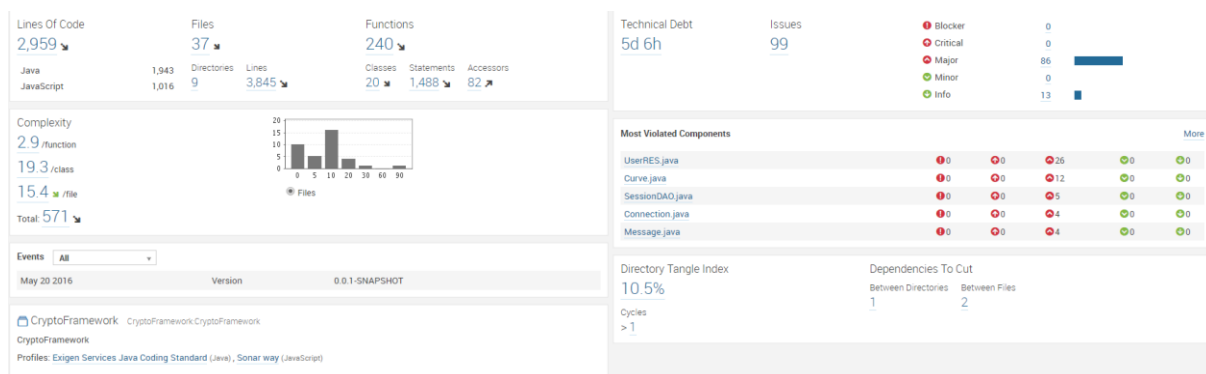 Lines Of Code
Files
Functions
2,959
37
240
Java 1,943
JavaScript 1,016
Directories
9
Lines
3,845
Classes
20
Statements
1,488
Accessors
82
Complexity
2.9 /function
19.3 /class
15.4 /file
Total: 571
20
15
10
5
0
0 5 10 20 30 60 90
Files
Events All
May 20 2016 Version 0.0.1-SNAPSHOT
CryptoFramework CryptoFramework:CryptoFramework
CryptoFramework
Profiles: Exigen Services Java Coding Standard (Java) , Sonar way (JavaScript)
Technical Debt
5d 6h
Issues
99
Blocker 0
Critical 0
Major 86
Minor 0
Info 13
Most Violated Components More
UserRES.java 0 0 26 0 0
Curve.java 0 0 12 0 0
SessionDAO.java 0 0 5 0 0
Connection.java 0 0 4 0 0
Message.java 0 0 4 0 0
Directory Tangle Index
10.5%
Cycles
> 1
Dependencies To Cut
Between Directories Between Files
1 2